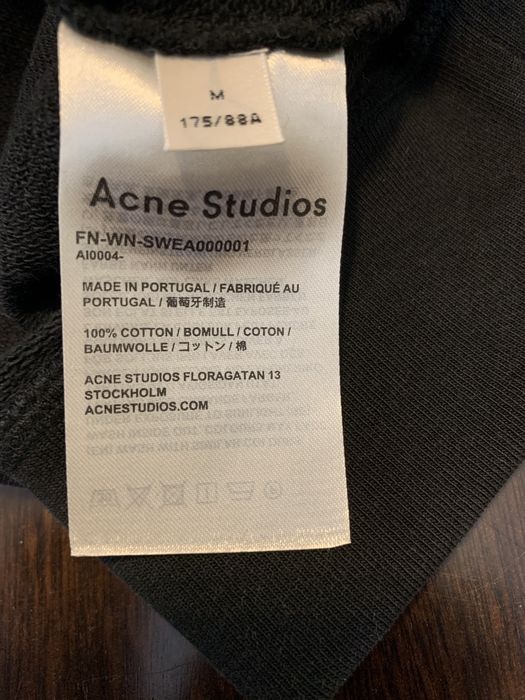 M
175/88A
Acne Studios
FN-WN-SWEA000001
AI0004-
MADE IN PORTUGAL / FABRIQUÉ AU
PORTUGAL / 葡萄牙制造
100% COTTON / BOMULL / COTON /
BAUMWOLLE / コットン / 棉
ACNE STUDIOS FLORAGATAN 13
STOCKHOLM
ACNESTUDIOS.COM